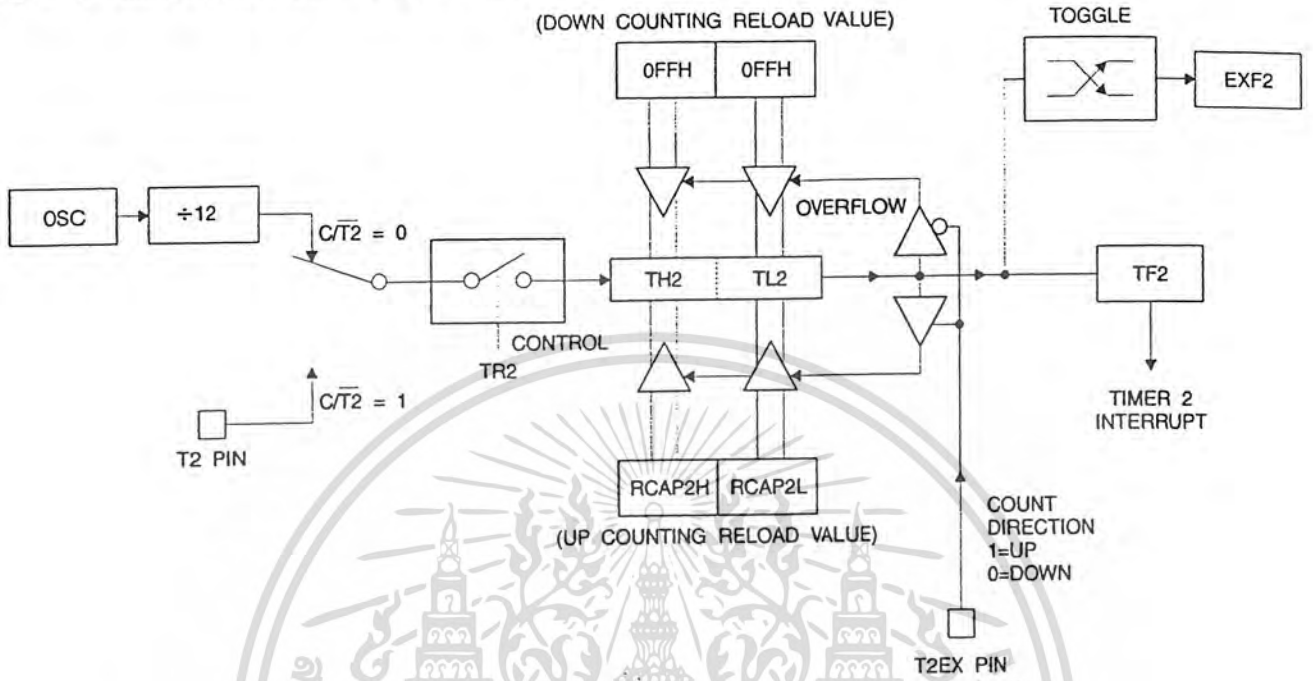 (DOWN COUNTING RELOAD VALUE)
0FFH 0FFH
TOGGLE
EXF2
OSC
÷12
C/T2̅ = 0
OVERFLOW
TH2 TL2
TF2
CONTROL
TR2
C/T2̅ = 1
T2 PIN
TIMER 2
INTERRUPT
RCAP2H RCAP2L
(UP COUNTING RELOAD VALUE)
COUNT
DIRECTION
1=UP
0=DOWN
T2EX PIN